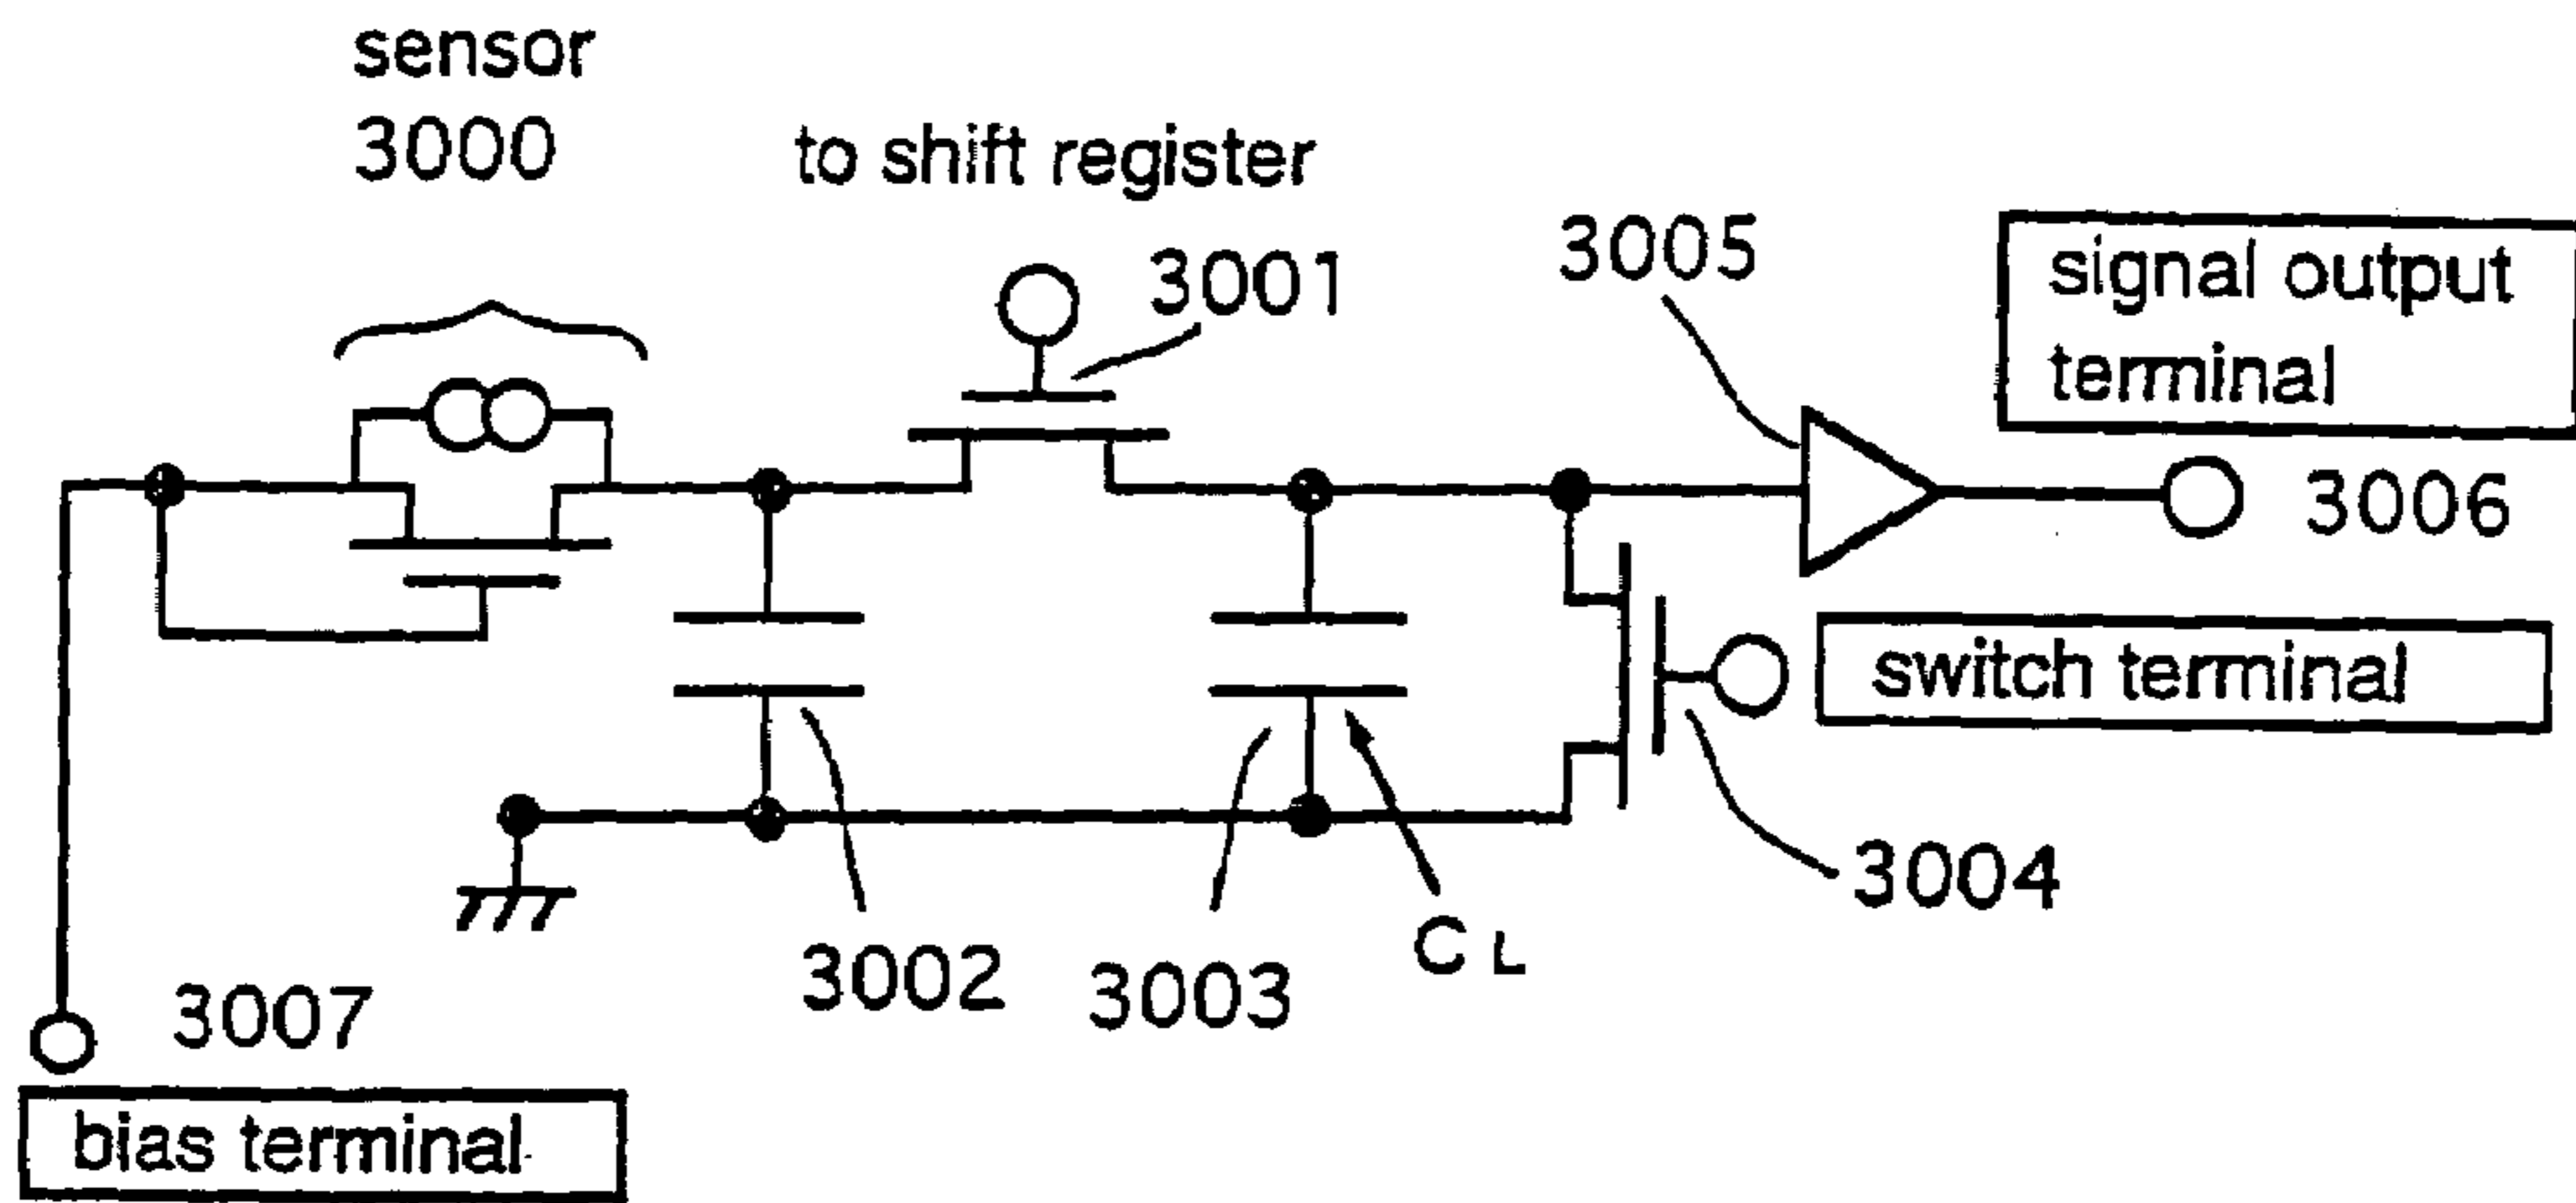 sensor
3000
to shift register
3001
3005
signal output
terminal
3006
switch terminal
3004
3002
3003
CL
3007
bias terminal